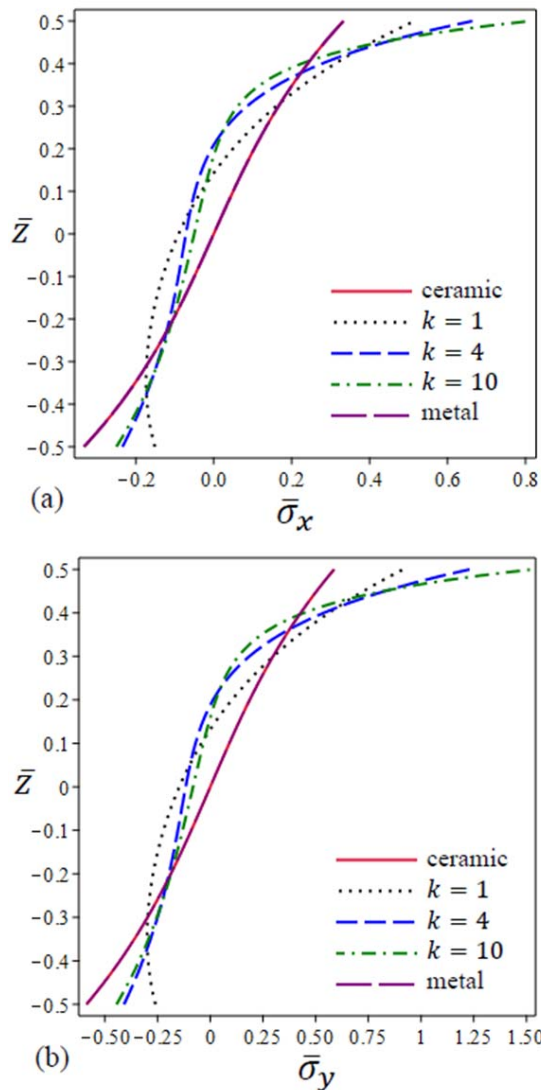 0.5
0.4
0.3
0.2
0.1
Z̄ 0
−0.1
−0.2
−0.3
−0.4
−0.5
ceramic
k = 1
k = 4
k = 10
metal
−0.2 0.0 0.2 0.4 0.6 0.8
(a) σ̄x
0.5
0.4
0.3
0.2
0.1
Z̄ 0
−0.1
−0.2
−0.3
−0.4
−0.5
ceramic
k = 1
k = 4
k = 10
metal
−0.50 −0.25 0 0.25 0.50 0.75 1 1.25 1.50
(b) σ̄y